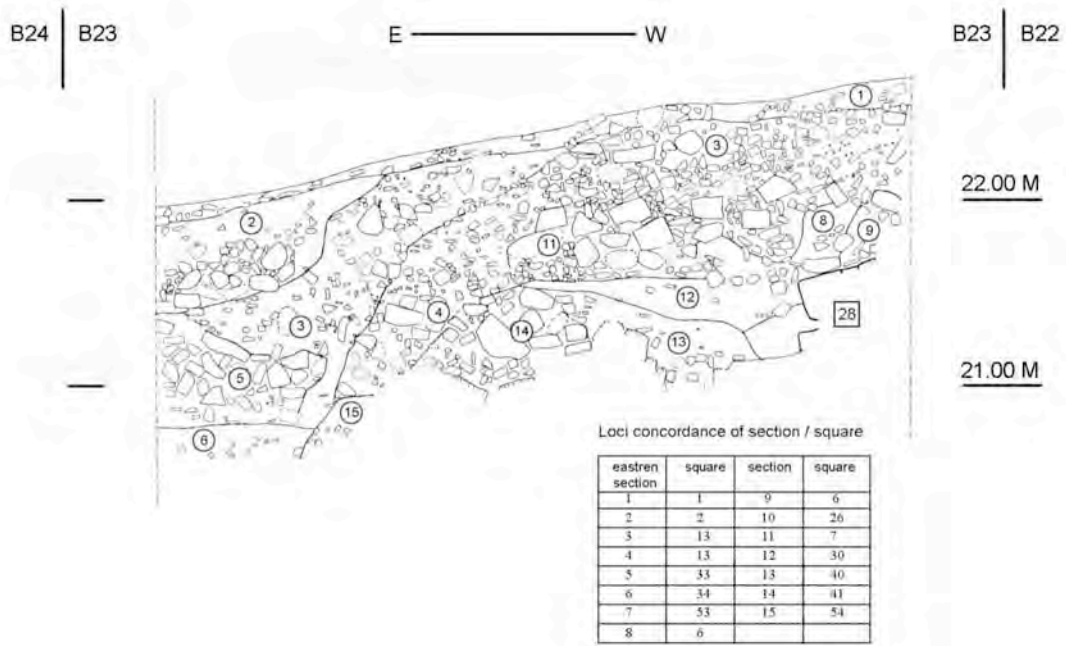 B24 B23 E W B23 B22
1
3
22.00 M
2
8
9
11
12
28
4
3
14
13
21.00 M
5
15
6
Loci concordance of section / square
eastren section square section square
1 1 9 6
2 2 10 26
3 13 11 7
4 13 12 30
5 33 13 40
6 34 14 41
7 53 15 54
8 6